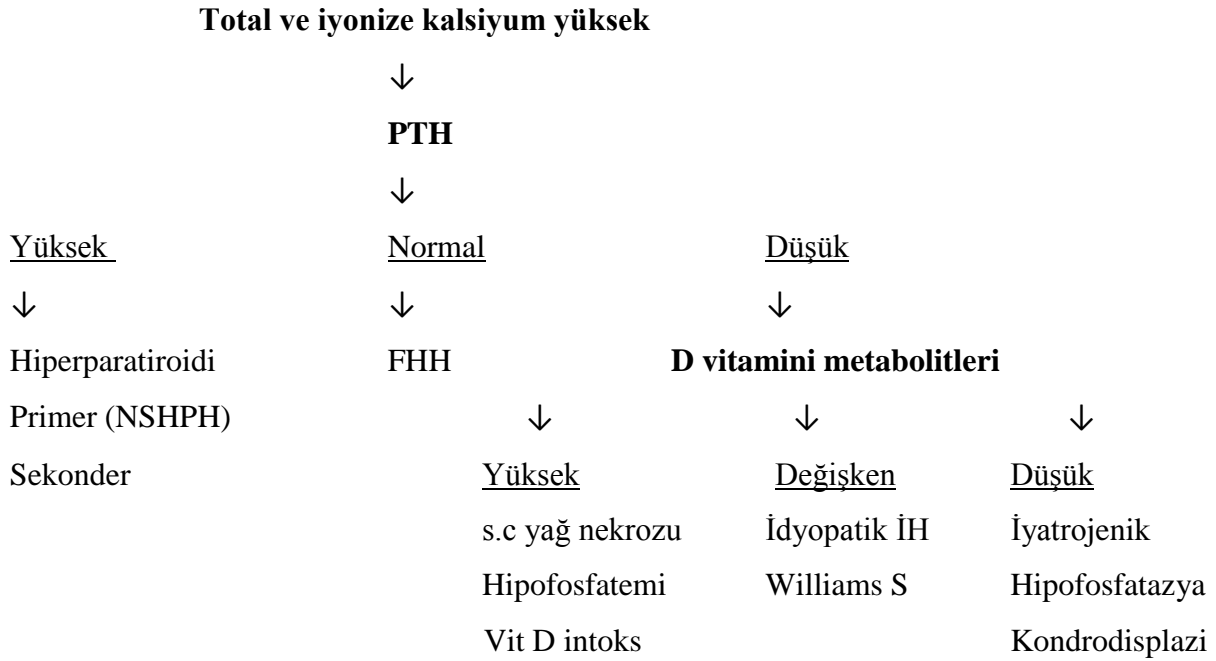 Total ve iyonize kalsiyum yüksek
↓
PTH
↓
Yüksek Normal Düşük
↓ ↓ ↓
Hiperparatiroidi FHH D vitamini metabolitleri
Primer (NSHPH) ↓ ↓ ↓
Sekonder Yüksek Değişken Düşük
s.c yağ nekrozu İdyopatik İH İyatrojenik
Hipofosfatemi Williams S Hipofosfatazya
Vit D intoks Kondrodisplazi